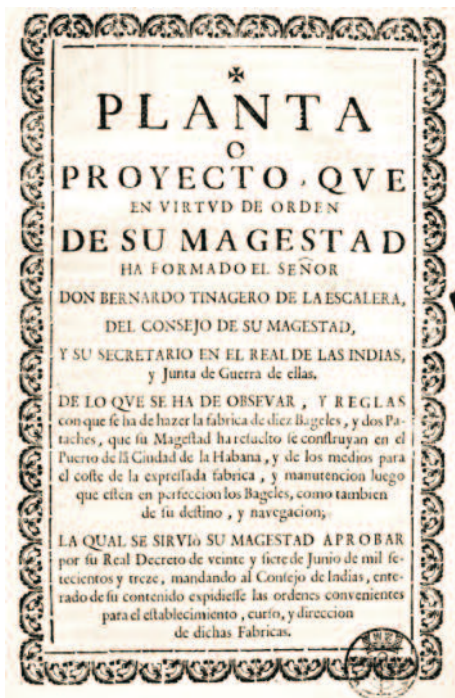 PLANTA
O
PROYECTO, QVE
EN VIRTVD DE ORDEN
DE SU MAGESTAD
HA FORMADO EL SEÑOR
DON BERNARDO TINAGERO DE LA ESCALERA,
DEL CONSEJO DE SU MAGESTAD,
Y SU SECRETARIO EN EL REAL DE LAS INDIAS,
y Junta de Guerra de ellas.
DE LO QVE SE HA DE OBSEVAR, Y REGLAS
con que se ha de hazer la fabrica de diez Bageles, y dos Pa-
taches, que su Magestad ha resuelto se construyan en el
Puerto de la Ciudad de la Habana, y de los medios para
el coste de la expressada fabrica, y manutencion luego
que estèn en perfeccion los Bageles, como tambien
de su destino, y navegacion;
LA QUAL SE SIRVIO SU MAGESTAD APROBAR
por su Real Decreto de veinte y siete de Junio de mil se-
tecientos y treze, mandando al Consejo de Indias, ente-
rado de su contenido expidiesse las ordenes convenientes
para el establecimiento, curso, y direccion
de dichas Fabricas.